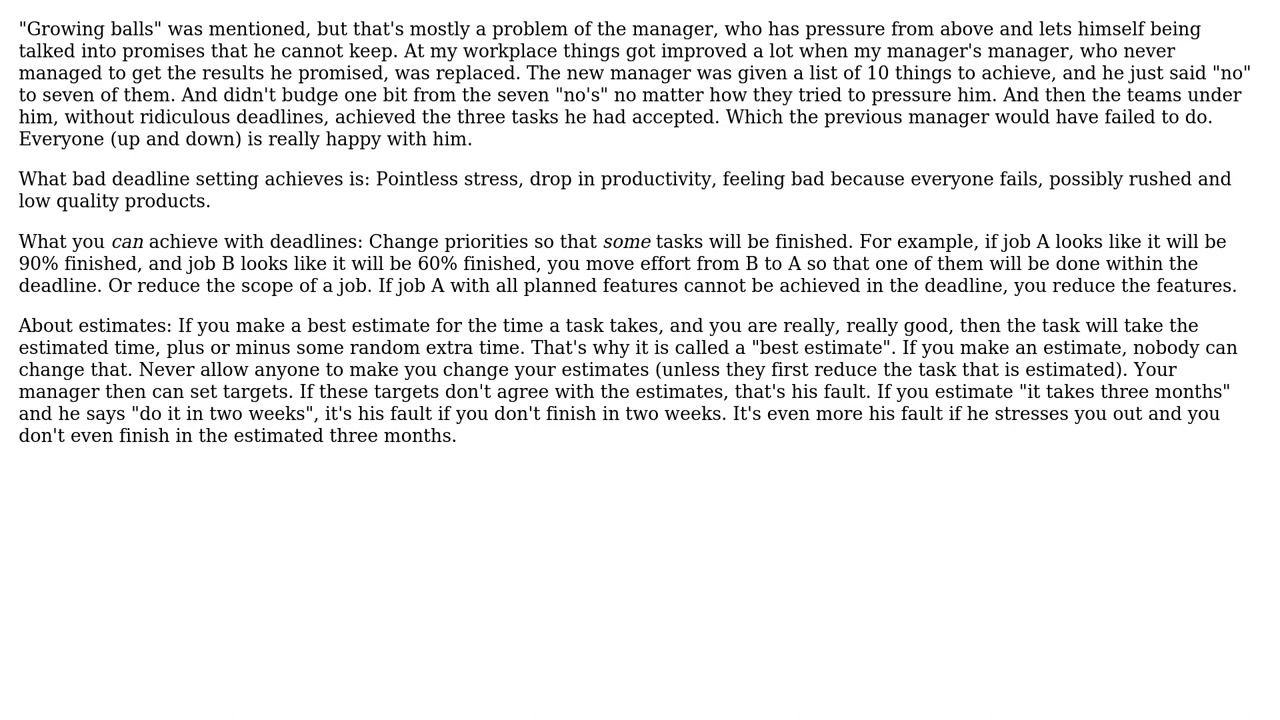 "Growing balls" was mentioned, but that's mostly a problem of the manager, who has pressure from above and lets himself being
talked into promises that he cannot keep. At my workplace things got improved a lot when my manager's manager, who never
managed to get the results he promised, was replaced. The new manager was given a list of 10 things to achieve, and he just said "no"
to seven of them. And didn't budge one bit from the seven "no's" no matter how they tried to pressure him. And then the teams under
him, without ridiculous deadlines, achieved the three tasks he had accepted. Which the previous manager would have failed to do.
Everyone (up and down) is really happy with him.
What bad deadline setting achieves is: Pointless stress, drop in productivity, feeling bad because everyone fails, possibly rushed and
low quality products.
What you can achieve with deadlines: Change priorities so that some tasks will be finished. For example, if job A looks like it will be
90% finished, and job B looks like it will be 60% finished, you move effort from B to A so that one of them will be done within the
deadline. Or reduce the scope of a job. If job A with all planned features cannot be achieved in the deadline, you reduce the features.
About estimates: If you make a best estimate for the time a task takes, and you are really, really good, then the task will take the
estimated time, plus or minus some random extra time. That's why it is called a "best estimate". If you make an estimate, nobody can
change that. Never allow anyone to make you change your estimates (unless they first reduce the task that is estimated). Your
manager then can set targets. If these targets don't agree with the estimates, that's his fault. If you estimate "it takes three months"
and he says "do it in two weeks", it's his fault if you don't finish in two weeks. It's even more his fault if he stresses you out and you
don't even finish in the estimated three months.